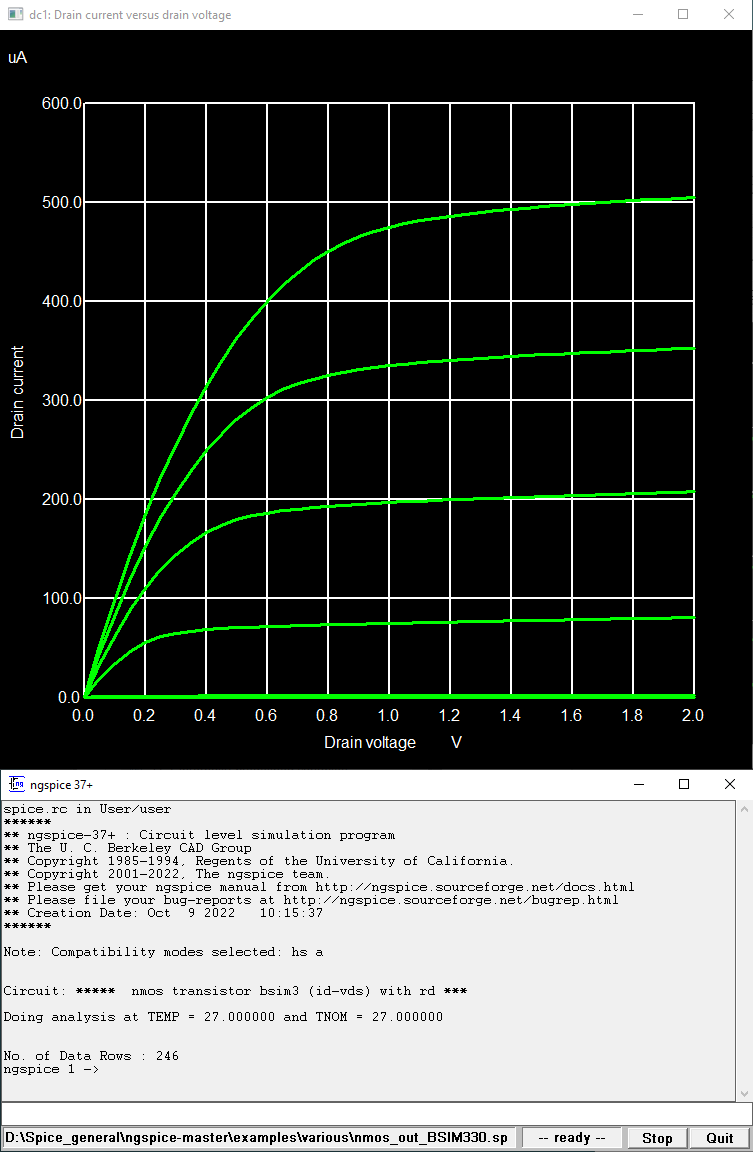 dc1: Drain current versus drain voltage
uA
600.0
500.0
400.0
300.0
200.0
100.0
0.0
Drain current
0.0 0.2 0.4 0.6 0.8 1.0 1.2 1.4 1.6 1.8 2.0
Drain voltage V
ngspice 37+
spice.rc in User/user
******
** ngspice-37+ : Circuit level simulation program
** The U. C. Berkeley CAD Group
** Copyright 1985-1994, Regents of the University of California.
** Copyright 2001-2022, The ngspice team.
** Please get your ngspice manual from http://ngspice.sourceforge.net/docs.html
** Please file your bug-reports at http://ngspice.sourceforge.net/bugrep.html
** Creation Date: Oct  9 2022   10:15:37
******
Note: Compatibility modes selected: hs a
Circuit: *****  nmos transistor bsim3 (id-vds) with rd ***
Doing analysis at TEMP = 27.000000 and TNOM = 27.000000
No. of Data Rows : 246
ngspice 1 ->
D:\Spice_general\ngspice-master\examples\various\nmos_out_BSIM330.sp -- ready -- Stop Quit